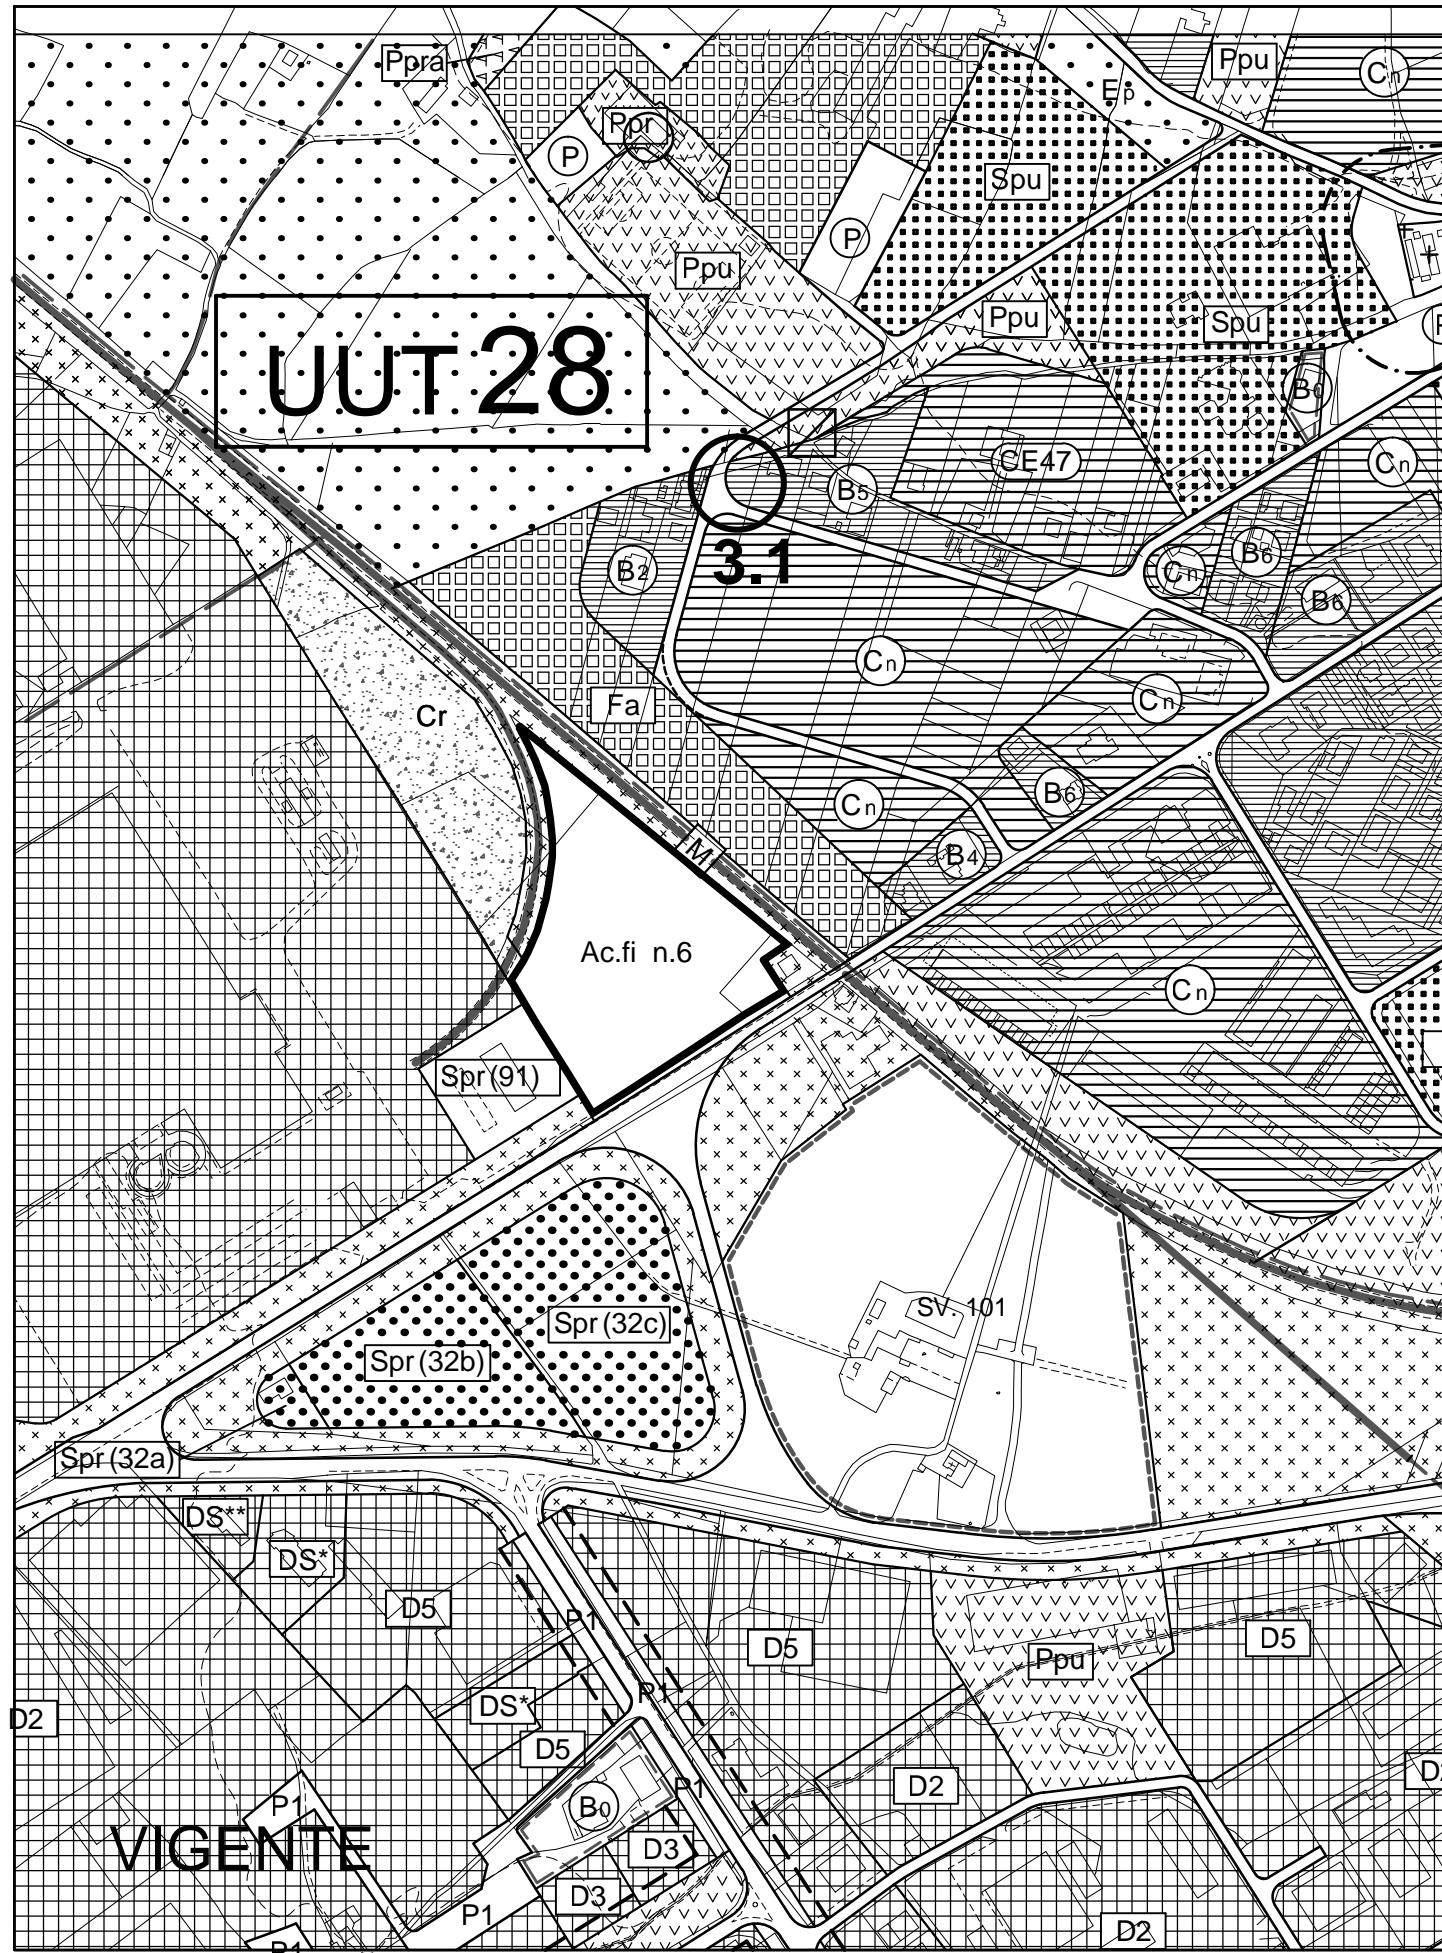 Ppra
Ppu
Cn
Ep
Ppr
P
Spu
P
Ppu
Ppu
Spu
UUT 28
B0
CE47
Cn
B5
B6
B2
3.1
Cn
B6
Cn
Cn
Fa
Cr
B6
Cn
M
B4
Ac.fi n.6
Cn
Spr (91)
SV. 101
Spr (32c)
Spr (32b)
Spr (32a)
DS**
DS*
D5
P1
D5
Ppu
D5
P1
DS*
D2
D5
P1
D2
P1
B0
VIGENTE
D3
D3
P1
D2
P1